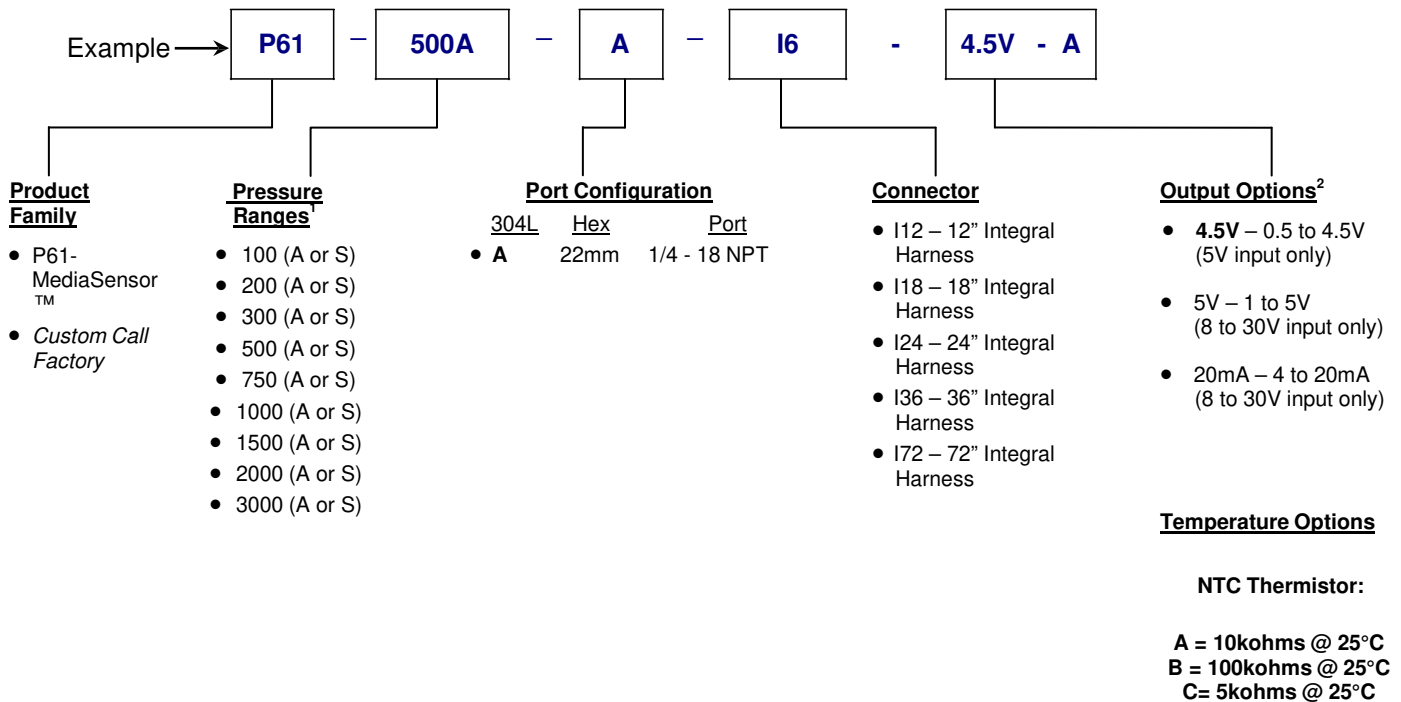 Example P61 – 500A – A – I6 - 4.5V - A
Product
Family
• P61-
MediaSensor
™
• Custom Call
Factory
Pressure
Ranges1
• 100 (A or S)
• 200 (A or S)
• 300 (A or S)
• 500 (A or S)
• 750 (A or S)
• 1000 (A or S)
• 1500 (A or S)
• 2000 (A or S)
• 3000 (A or S)
Port Configuration
304L Hex Port
• A 22mm 1/4 - 18 NPT
Connector
• I12 – 12” Integral
Harness
• I18 – 18” Integral
Harness
• I24 – 24” Integral
Harness
• I36 – 36” Integral
Harness
• I72 – 72” Integral
Harness
Output Options2
• 4.5V – 0.5 to 4.5V
(5V input only)
• 5V – 1 to 5V
(8 to 30V input only)
• 20mA – 4 to 20mA
(8 to 30V input only)
Temperature Options
NTC Thermistor:
A = 10kohms @ 25°C
B = 100kohms @ 25°C
C= 5kohms @ 25°C